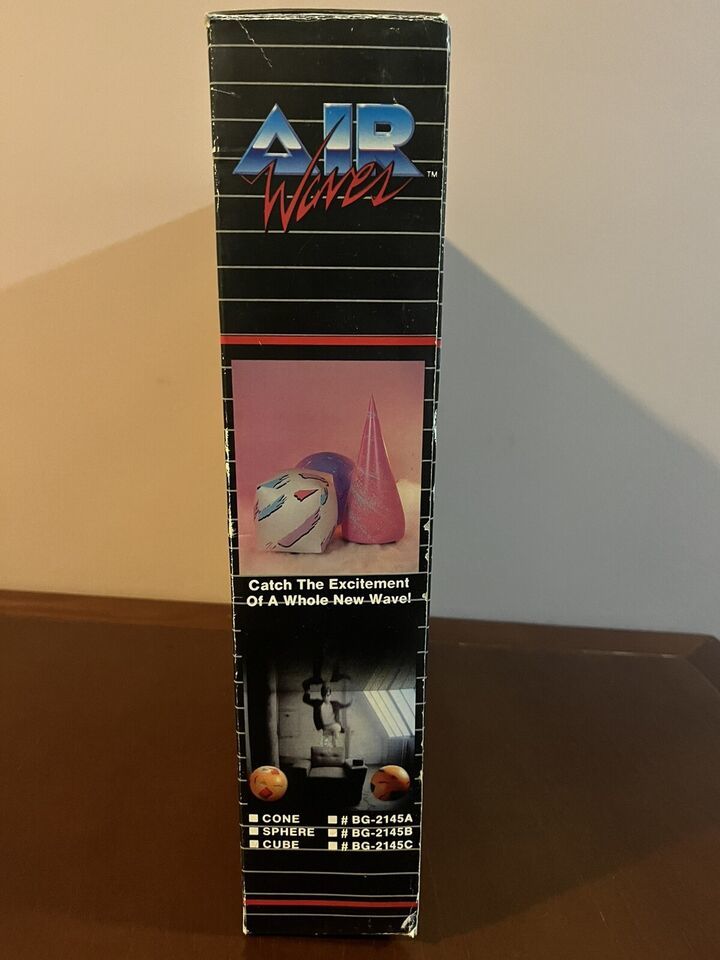 AIR
Waves ™
Catch The Excitement
Of A Whole New Wave!
CONE # BG-2145A
SPHERE # BG-2145B
CUBE # BG-2145C